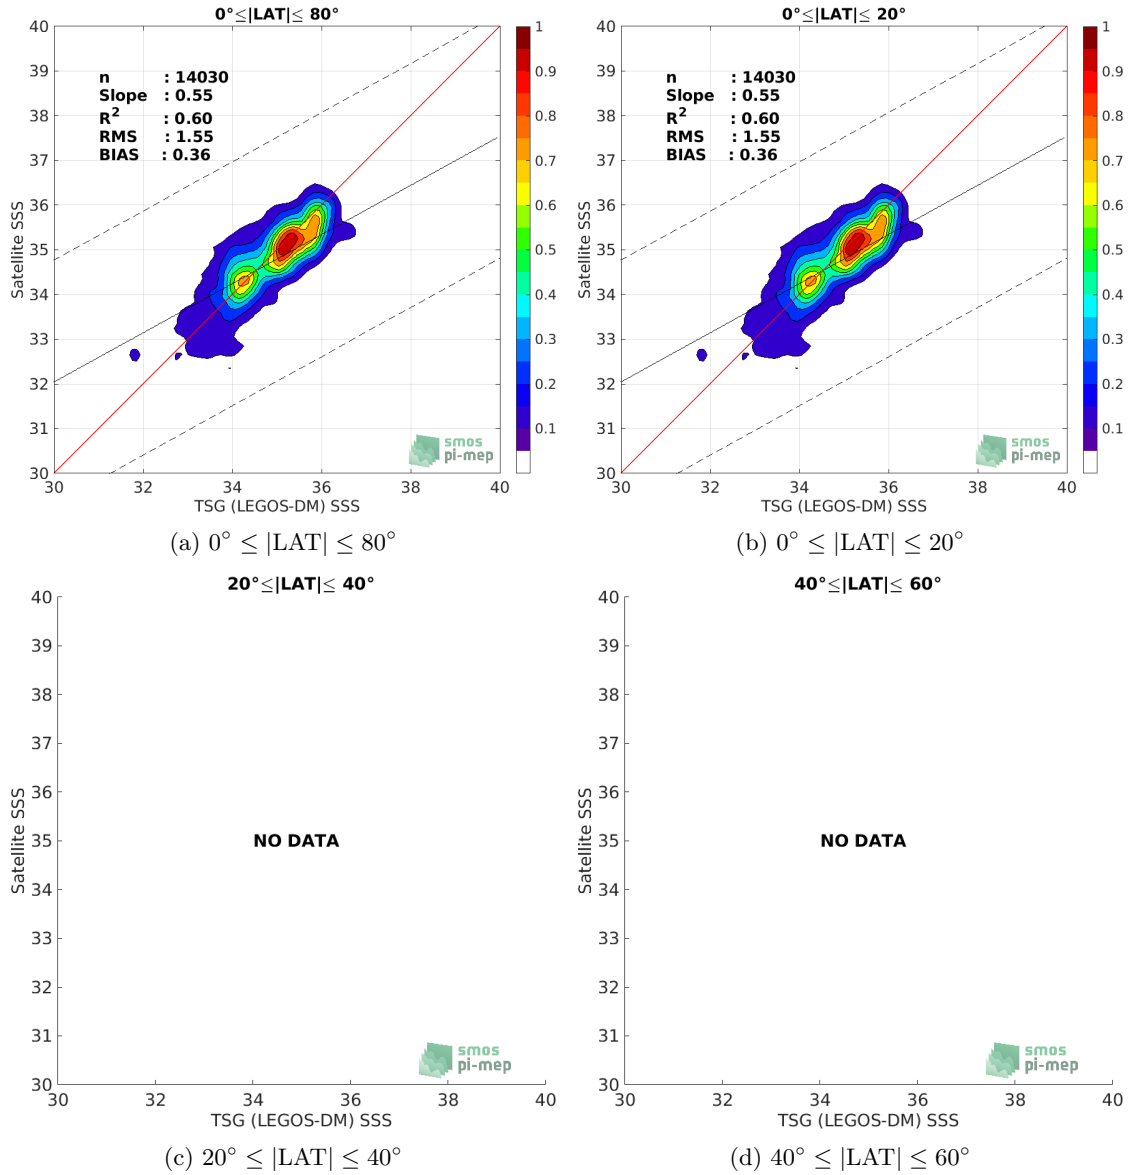 0°≤|LAT|≤ 80°
40
39
38
37
36
35
34
33
32
31
30
Satellite SSS
n : 14030
Slope : 0.55
R² : 0.60
RMS : 1.55
BIAS : 0.36
1
0.9
0.8
0.7
0.6
0.5
0.4
0.3
0.2
0.1
smos
pi-mep
30 32 34 36 38 40
TSG (LEGOS-DM) SSS
(a) 0° ≤ |LAT| ≤ 80°
0°≤|LAT|≤ 20°
40
39
38
37
36
35
34
33
32
31
30
Satellite SSS
n : 14030
Slope : 0.55
R² : 0.60
RMS : 1.55
BIAS : 0.36
1
0.9
0.8
0.7
0.6
0.5
0.4
0.3
0.2
0.1
smos
pi-mep
30 32 34 36 38 40
TSG (LEGOS-DM) SSS
(b) 0° ≤ |LAT| ≤ 20°
20°≤|LAT|≤ 40°
40
39
38
37
36
35
34
33
32
31
30
Satellite SSS
NO DATA
smos
pi-mep
30 32 34 36 38 40
TSG (LEGOS-DM) SSS
(c) 20° ≤ |LAT| ≤ 40°
40°≤|LAT|≤ 60°
40
39
38
37
36
35
34
33
32
31
30
Satellite SSS
NO DATA
smos
pi-mep
30 32 34 36 38 40
TSG (LEGOS-DM) SSS
(d) 40° ≤ |LAT| ≤ 60°